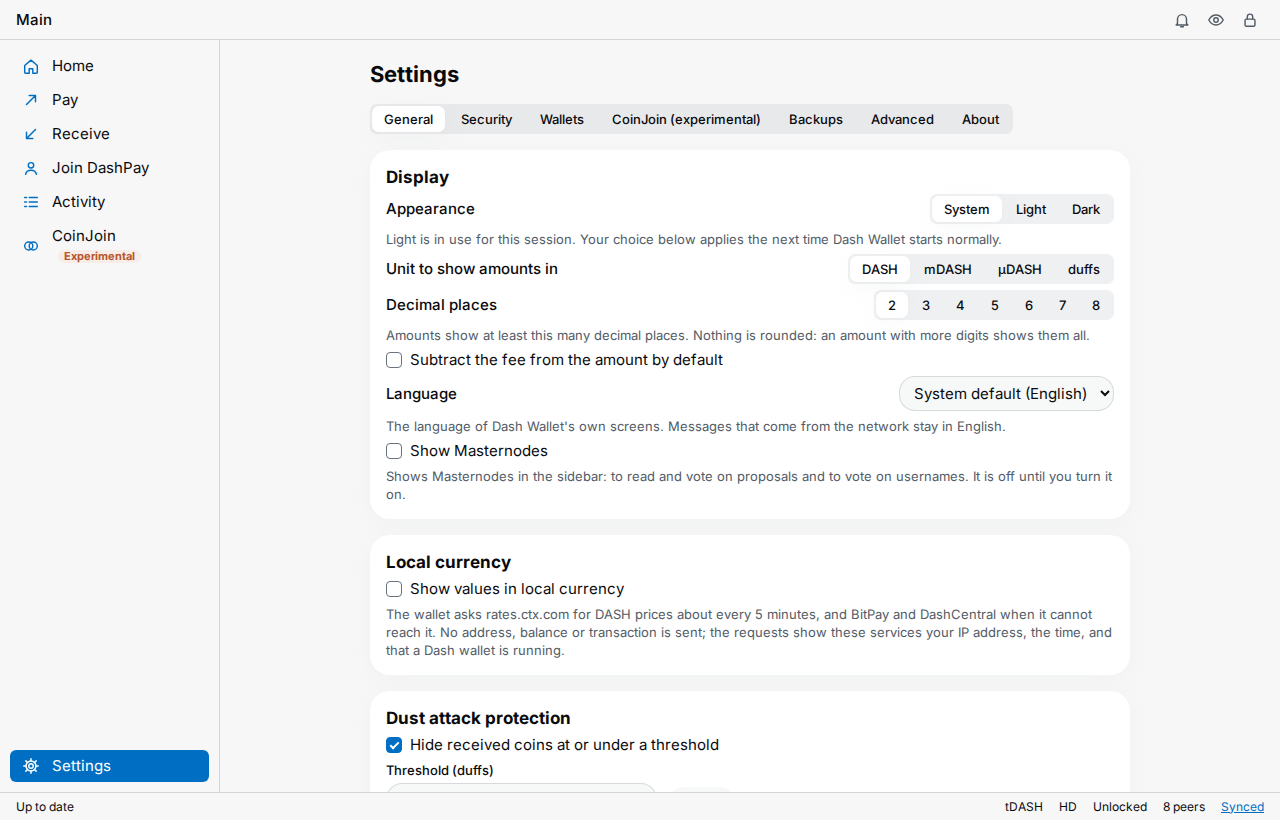 Main
Home
Pay
Receive
Join DashPay
Activity
CoinJoin
Experimental
Settings
Settings
General Security Wallets CoinJoin (experimental) Backups Advanced About
Display
Appearance System Light Dark
Light is in use for this session. Your choice below applies the next time Dash Wallet starts normally.
Unit to show amounts in DASH mDASH µDASH duffs
Decimal places 2 3 4 5 6 7 8
Amounts show at least this many decimal places. Nothing is rounded: an amount with more digits shows them all.
Subtract the fee from the amount by default
Language System default (English)
The language of Dash Wallet's own screens. Messages that come from the network stay in English.
Show Masternodes
Shows Masternodes in the sidebar: to read and vote on proposals and to vote on usernames. It is off until you turn it
on.
Local currency
Show values in local currency
The wallet asks rates.ctx.com for DASH prices about every 5 minutes, and BitPay and DashCentral when it cannot
reach it. No address, balance or transaction is sent; the requests show these services your IP address, the time, and
that a Dash wallet is running.
Dust attack protection
Hide received coins at or under a threshold
Threshold (duffs)
Up to date tDASH HD Unlocked 8 peers Synced